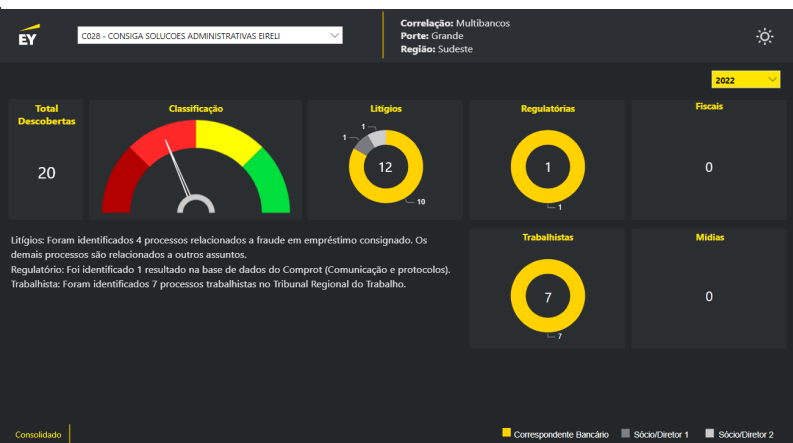 EY
C028 - CONSIGA SOLUCOES ADMINISTRATIVAS EIRELI
Correlação: Multibancos
Porte: Grande
Região: Sudeste
2022
Total
Descobertas
20
Classificação
Litígios
1
1
12
10
Regulatórias
1
1
Fiscais
0
Litígios: Foram identificados 4 processos relacionados a fraude em empréstimo consignado. Os
demais processos são relacionados a outros assuntos.
Regulatório: Foi identificado 1 resultado na base de dados do Comprot (Comunicação e protocolos).
Trabalhista: Foram identificados 7 processos trabalhistas no Tribunal Regional do Trabalho.
Trabalhistas
7
7
Mídias
0
Consolidado
Correspondente Bancário
Sócio/Diretor 1
Sócio/Diretor 2